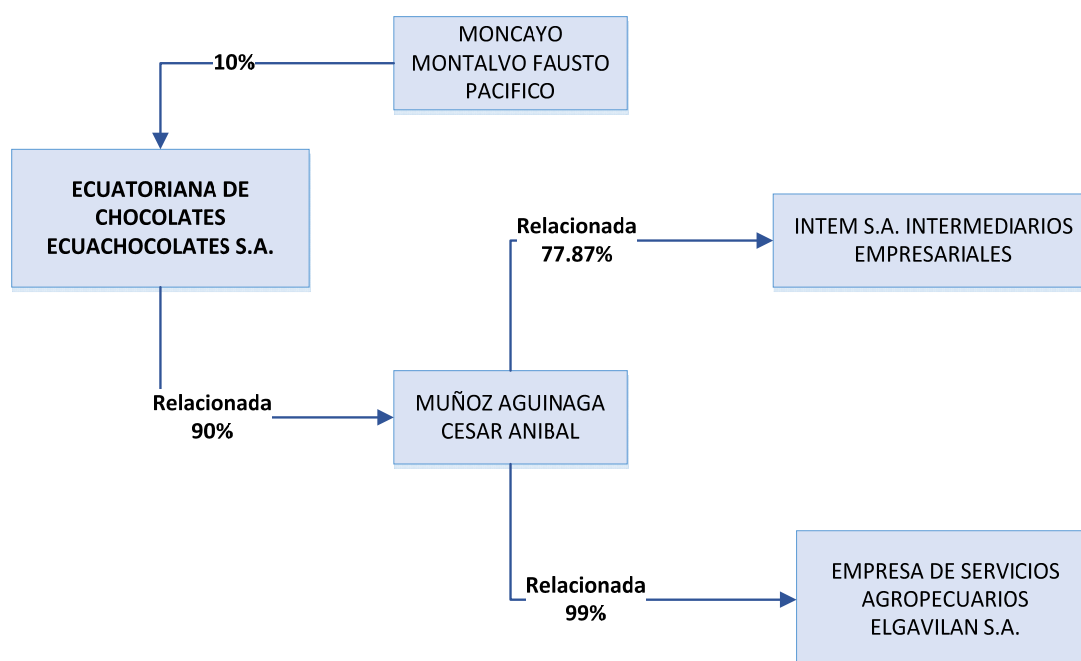 MONCAYO
MONTALVO FAUSTO
PACIFICO
10%
ECUATORIANA DE
CHOCOLATES
ECUACHOCOLATES S.A.
Relacionada
77.87%
INTEM S.A. INTERMEDIARIOS
EMPRESARIALES
Relacionada
90%
MUÑOZ AGUINAGA
CESAR ANIBAL
Relacionada
99%
EMPRESA DE SERVICIOS
AGROPECUARIOS
ELGAVILAN S.A.